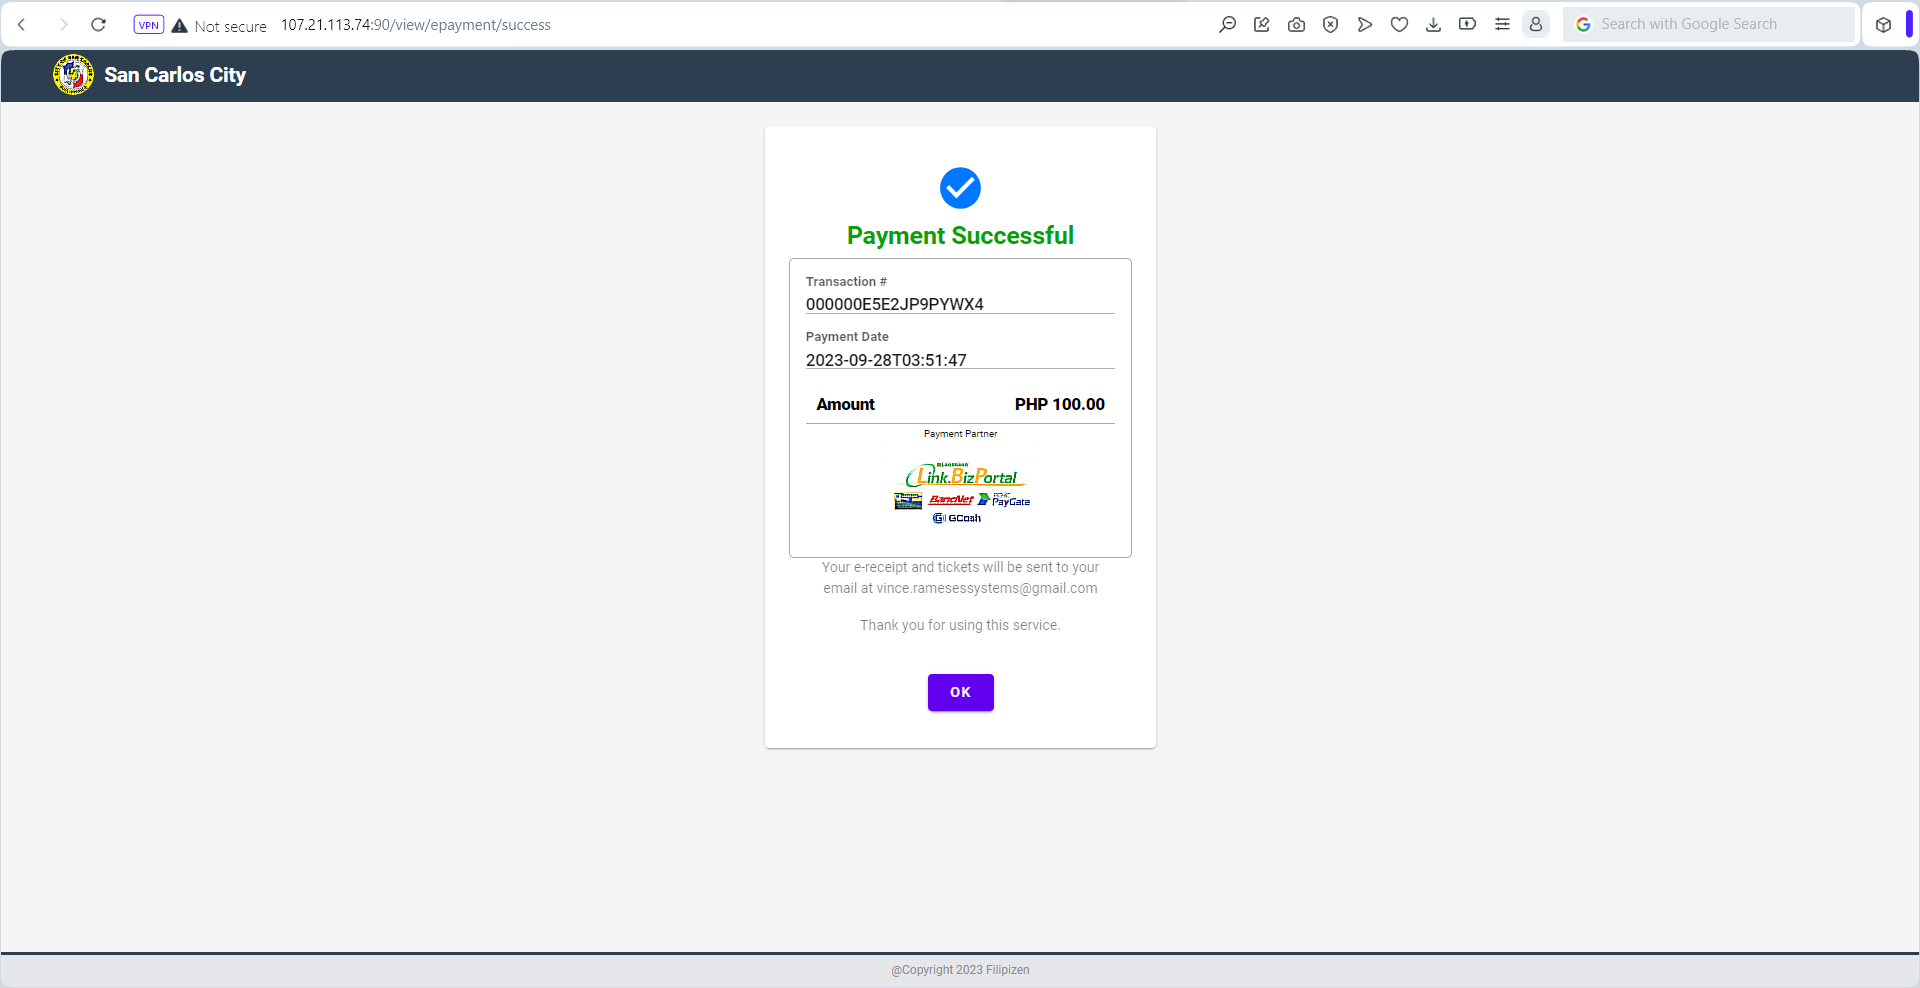 VPN Not secure 107.21.113.74:90/view/epayment/success Search with Google Search
San Carlos City
Payment Successful
Transaction #
000000E5E2JP9PYWX4
Payment Date
2023-09-28T03:51:47
Amount PHP 100.00
Payment Partner
Link.BizPortal
BancNet PayGate
GCash
Your e-receipt and tickets will be sent to your
email at vince.ramesessystems@gmail.com
Thank you for using this service.
OK
@Copyright 2023 Filipizen